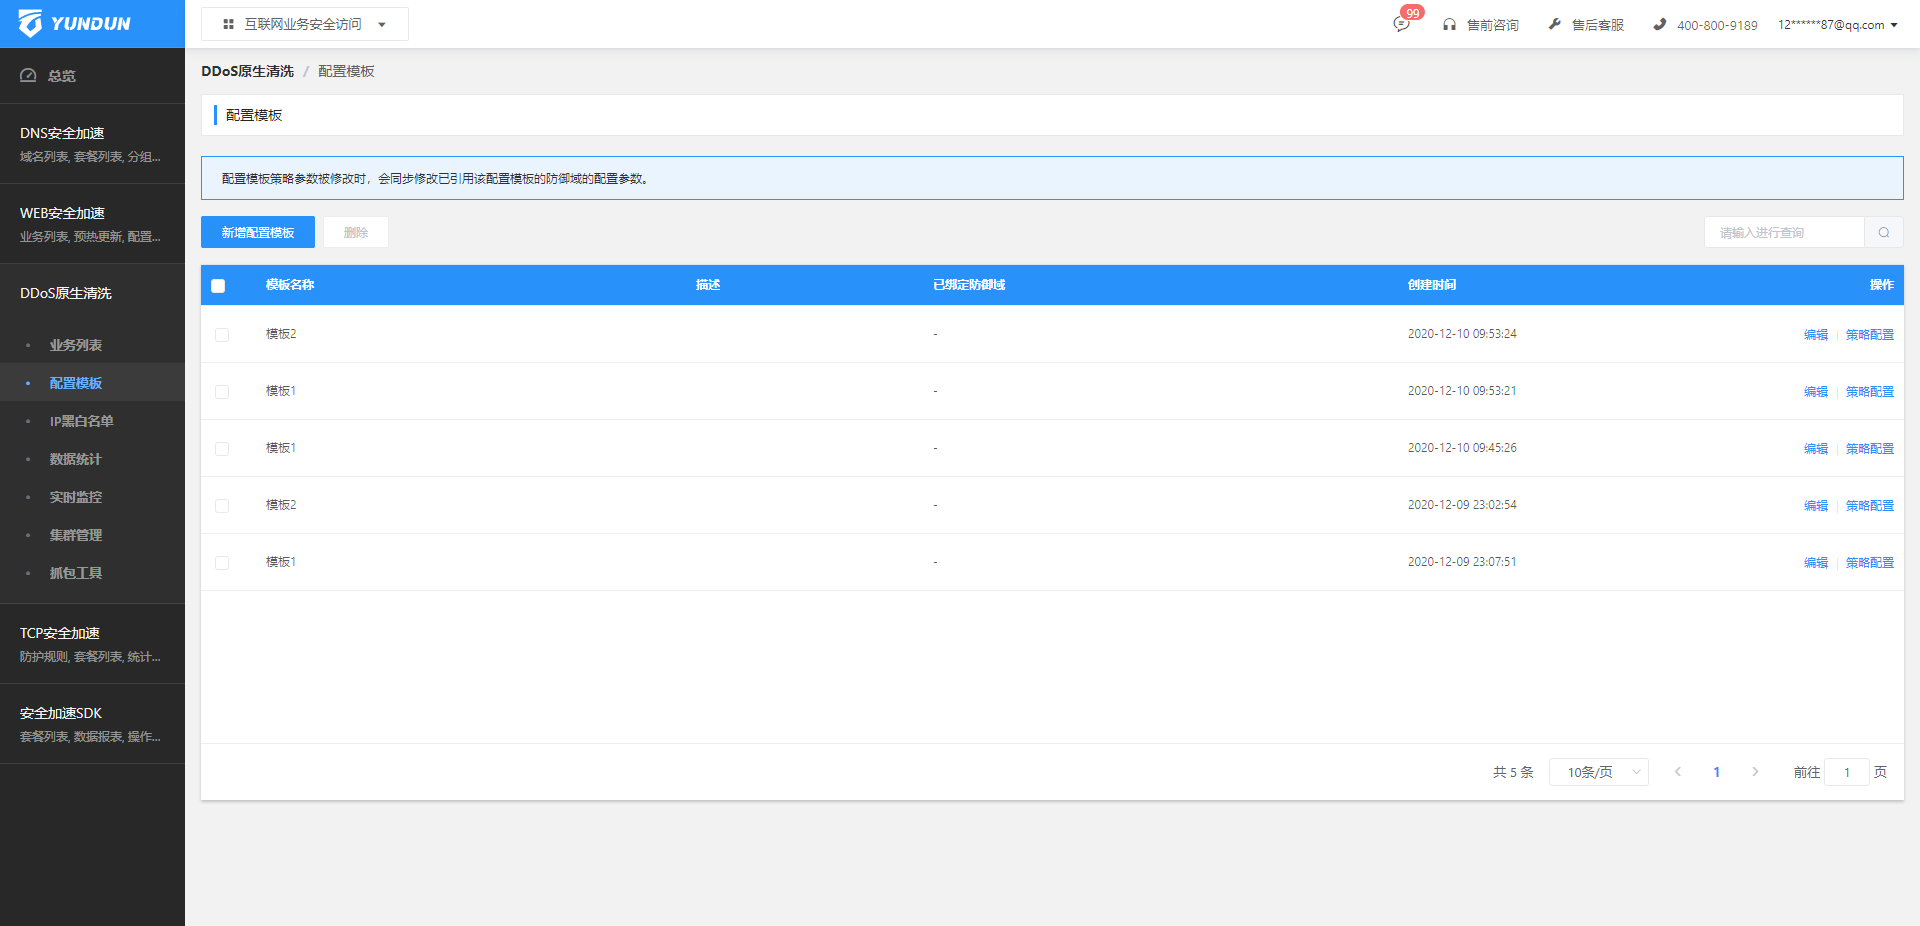 YUNDUN
互联网业务安全访问
99
售前咨询
售后客服
400-800-9189
12******87@qq.com
总览
DNS安全加速
域名列表, 套餐列表, 分组...
WEB安全加速
业务列表, 预热更新, 配置...
DDoS原生清洗
业务列表
配置模板
IP黑白名单
数据统计
实时监控
集群管理
抓包工具
TCP安全加速
防护规则, 套餐列表, 统计...
安全加速SDK
套餐列表, 数据报表, 操作...
DDoS原生清洗 / 配置模板
配置模板
配置模板策略参数被修改时，会同步修改已引用该配置模板的防御域的配置参数。
新增配置模板 删除 请输入进行查询
模板名称 描述 已绑定防御域 创建时间 操作
模板2 - 2020-12-10 09:53:24 编辑 策略配置
模板1 - 2020-12-10 09:53:21 编辑 策略配置
模板1 - 2020-12-10 09:45:26 编辑 策略配置
模板2 - 2020-12-09 23:02:54 编辑 策略配置
模板1 - 2020-12-09 23:07:51 编辑 策略配置
共 5 条 10条/页 1 前往 1 页